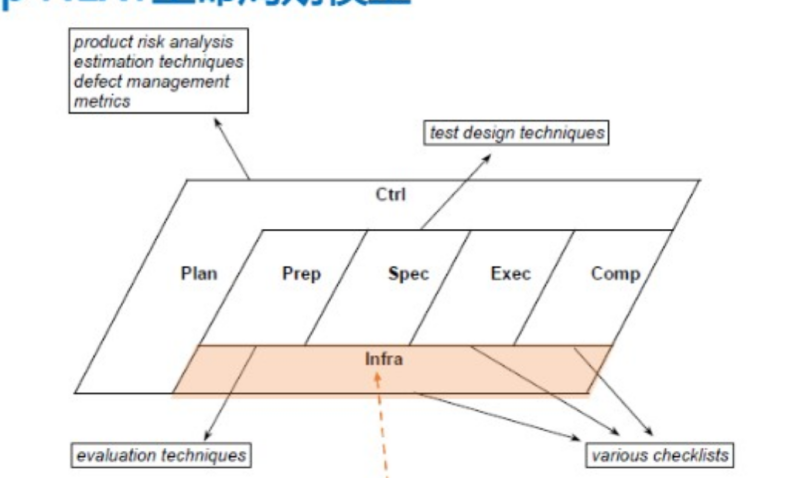 product risk analysis
estimation techniques
defect management
metrics
test design techniques
Ctrl
Plan
Prep
Spec
Exec
Comp
Infra
evaluation techniques
various checklists